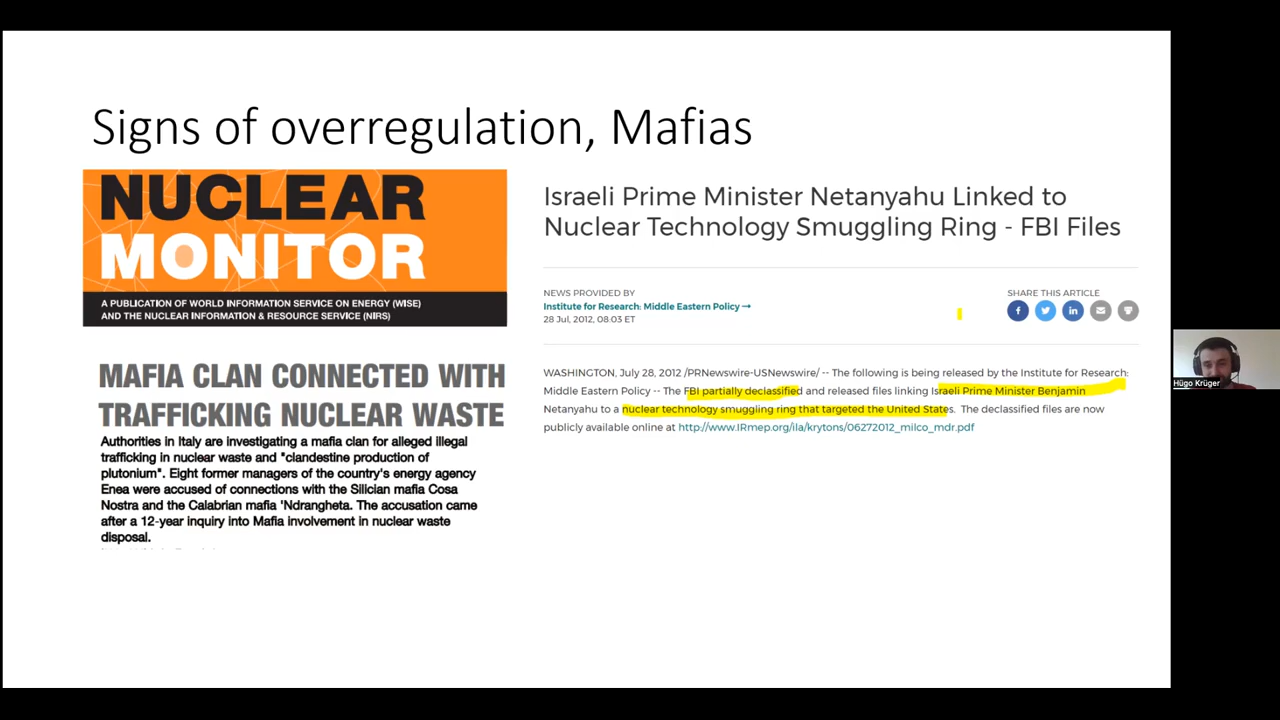 Signs of overregulation, Mafias
NUCLEAR
MONITOR
A PUBLICATION OF WORLD INFORMATION SERVICE ON ENERGY (WISE)
AND THE NUCLEAR INFORMATION & RESOURCE SERVICE (NIRS)
MAFIA CLAN CONNECTED WITH
TRAFFICKING NUCLEAR WASTE
Authorities in Italy are investigating a mafia clan for alleged illegal
trafficking in nuclear waste and "clandestine production of
plutonium". Eight former managers of the country's energy agency
Enea were accused of connections with the Silician mafia Cosa
Nostra and the Calabrian mafia 'Ndrangheta. The accusation came
after a 12-year inquiry into Mafia involvement in nuclear waste
disposal.
Israeli Prime Minister Netanyahu Linked to
Nuclear Technology Smuggling Ring - FBI Files
NEWS PROVIDED BY
Institute for Research: Middle Eastern Policy →
28 Jul, 2012, 08:03 ET
SHARE THIS ARTICLE
WASHINGTON, July 28, 2012 /PRNewswire-USNewswire/ -- The following is being released by the Institute for Research:
Middle Eastern Policy -- The FBI partially declassified and released files linking Israeli Prime Minister Benjamin
Netanyahu to a nuclear technology smuggling ring that targeted the United States. The declassified files are now
publicly available online at http://www.IRmep.org/ila/krytons/06272012_milco_mdr.pdf
Hügo Krüger